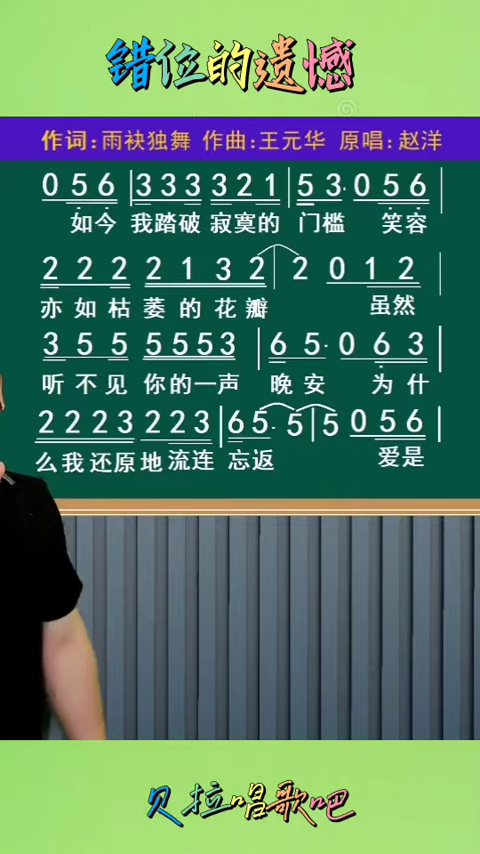 错位的遗憾
作词:雨袂独舞 作曲:王元华 原唱:赵洋
0 5 6 | 3 3 3 3 2 1 | 5 3· 0 5 6 |
如今 我踏破 寂寞的 门槛 笑容
2 2 2 2 1 3 2 | 2 0 1 2 |
亦如枯萎的花瓣 虽然
3 5 5 5 5 5 3 | 6 5· 0 6 3 |
听不见 你的一声 晚安 为什
2 2 2 3 2 2 3 | 6 5· 5 | 5 0 5 6 |
么我还原地流连 忘返 爱是
贝拉唱歌吧